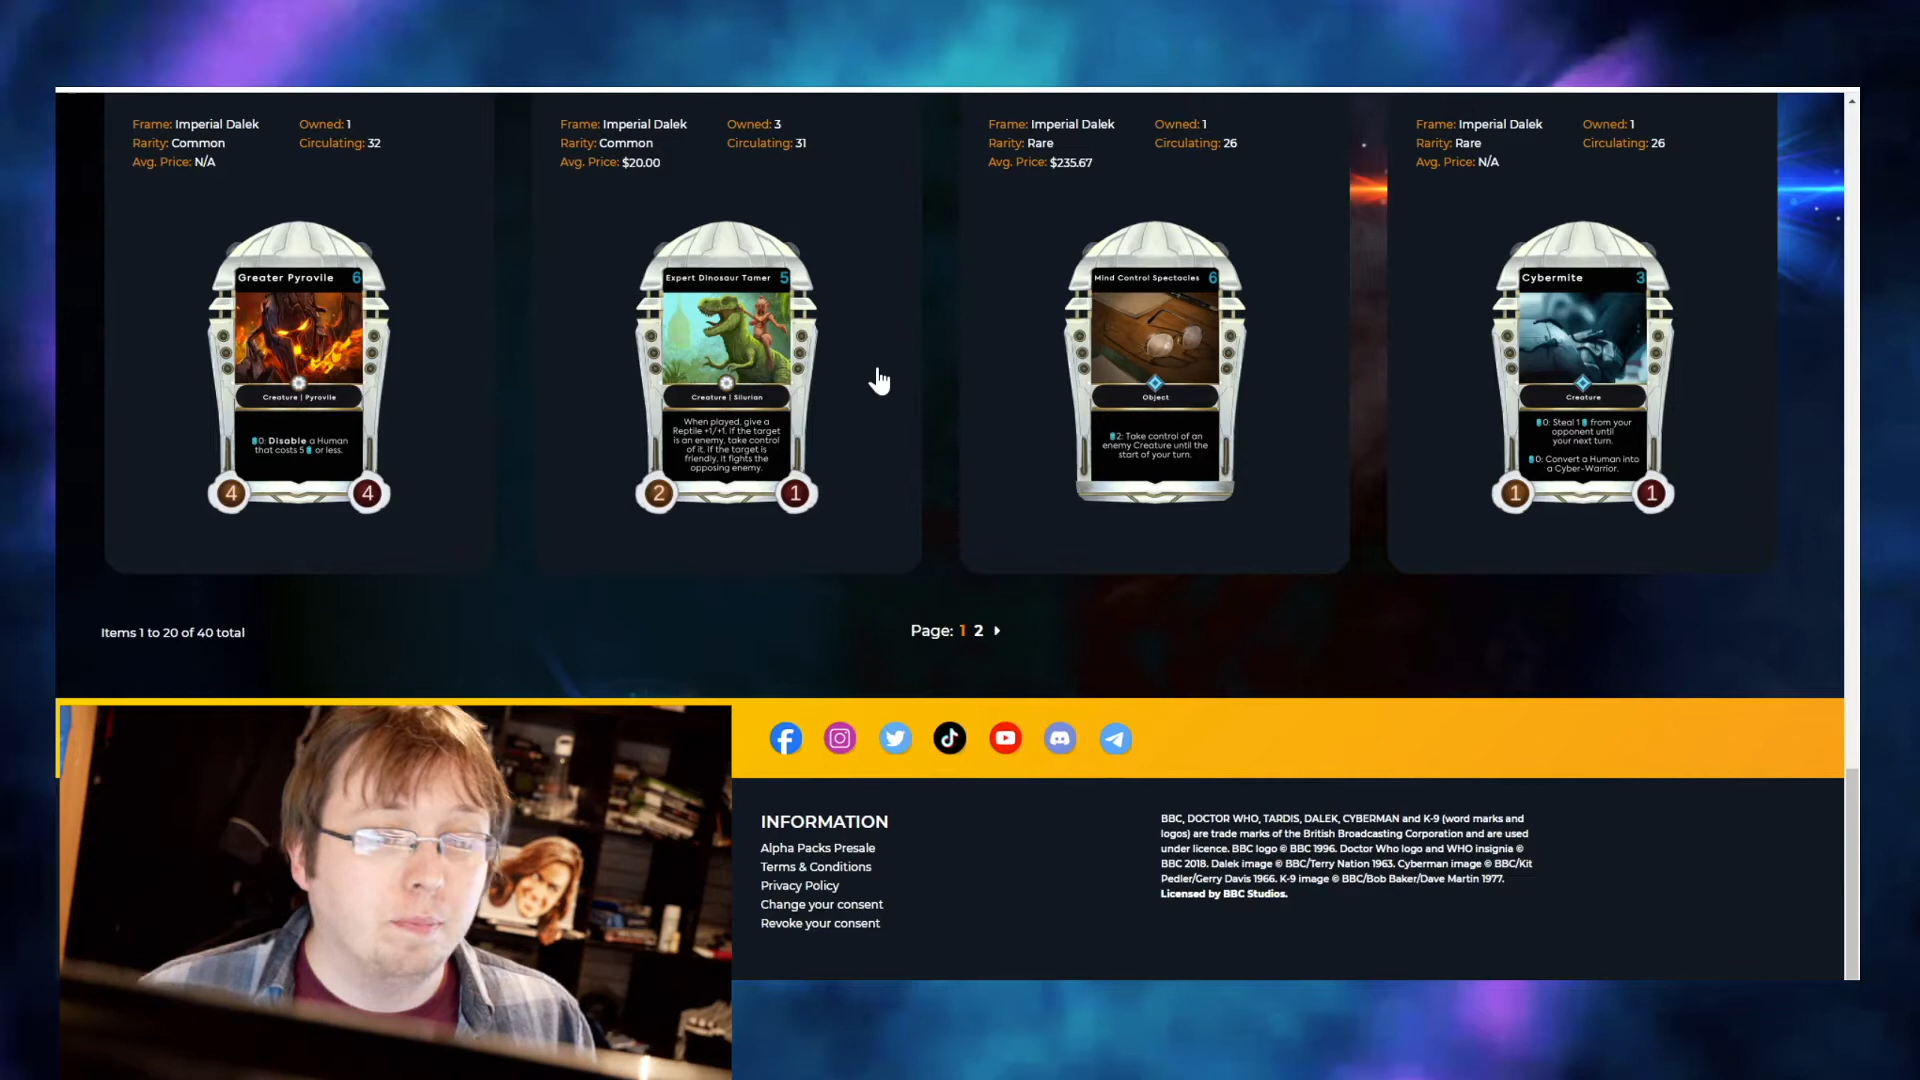 Frame: Imperial Dalek
Owned: 1
Rarity: Common
Circulating: 32
Avg. Price: N/A
Frame: Imperial Dalek
Owned: 3
Rarity: Common
Circulating: 31
Avg. Price: $20.00
Frame: Imperial Dalek
Owned: 1
Rarity: Rare
Circulating: 26
Avg. Price: $235.67
Frame: Imperial Dalek
Owned: 1
Rarity: Rare
Circulating: 26
Avg. Price: N/A
Greater Pyrovile 6
Creature | Pyrovile
0: Disable a Human
that costs 5 or less.
4 4
Expert Dinosaur Tamer 5
Creature | Silurian
When played, give a
Reptile +1/+1. If the target
is an enemy, take control
of it. If the target is
friendly, it fights the
opposing enemy.
2 1
Mind Control Spectacles 6
Object
2: Take control of an
enemy Creature until the
start of your turn.
Cybermite 3
Creature
0: Steal 1 from your
opponent until
your next turn.
0: Convert a Human into
a Cyber-Warrior.
1 1
Items 1 to 20 of 40 total
Page: 1 2
INFORMATION
Alpha Packs Presale
Terms & Conditions
Privacy Policy
Change your consent
Revoke your consent
BBC, DOCTOR WHO, TARDIS, DALEK, CYBERMAN and K-9 (word marks and
logos) are trade marks of the British Broadcasting Corporation and are used
under licence. BBC logo © BBC 1996. Doctor Who logo and WHO insignia ©
BBC 2018. Dalek image © BBC/Terry Nation 1963. Cyberman image © BBC/Kit
Pedler/Gerry Davis 1966. K-9 image © BBC/Bob Baker/Dave Martin 1977.
Licensed by BBC Studios.